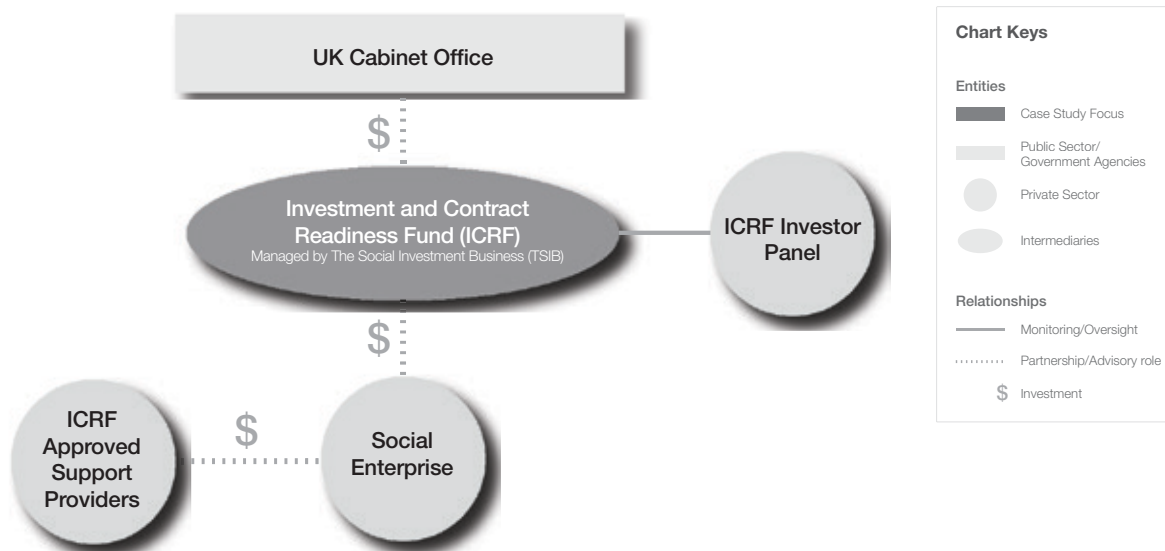 UK Cabinet Office
$
Investment and Contract
Readiness Fund (ICRF)
Managed by The Social Investment Business (TSIB)
ICRF Investor
Panel
$
ICRF
Approved
Support
Providers
$
Social
Enterprise
Chart Keys
Entities
Case Study Focus
Public Sector/
Government Agencies
Private Sector
Intermediaries
Relationships
Monitoring/Oversight
Partnership/Advisory role
$ Investment